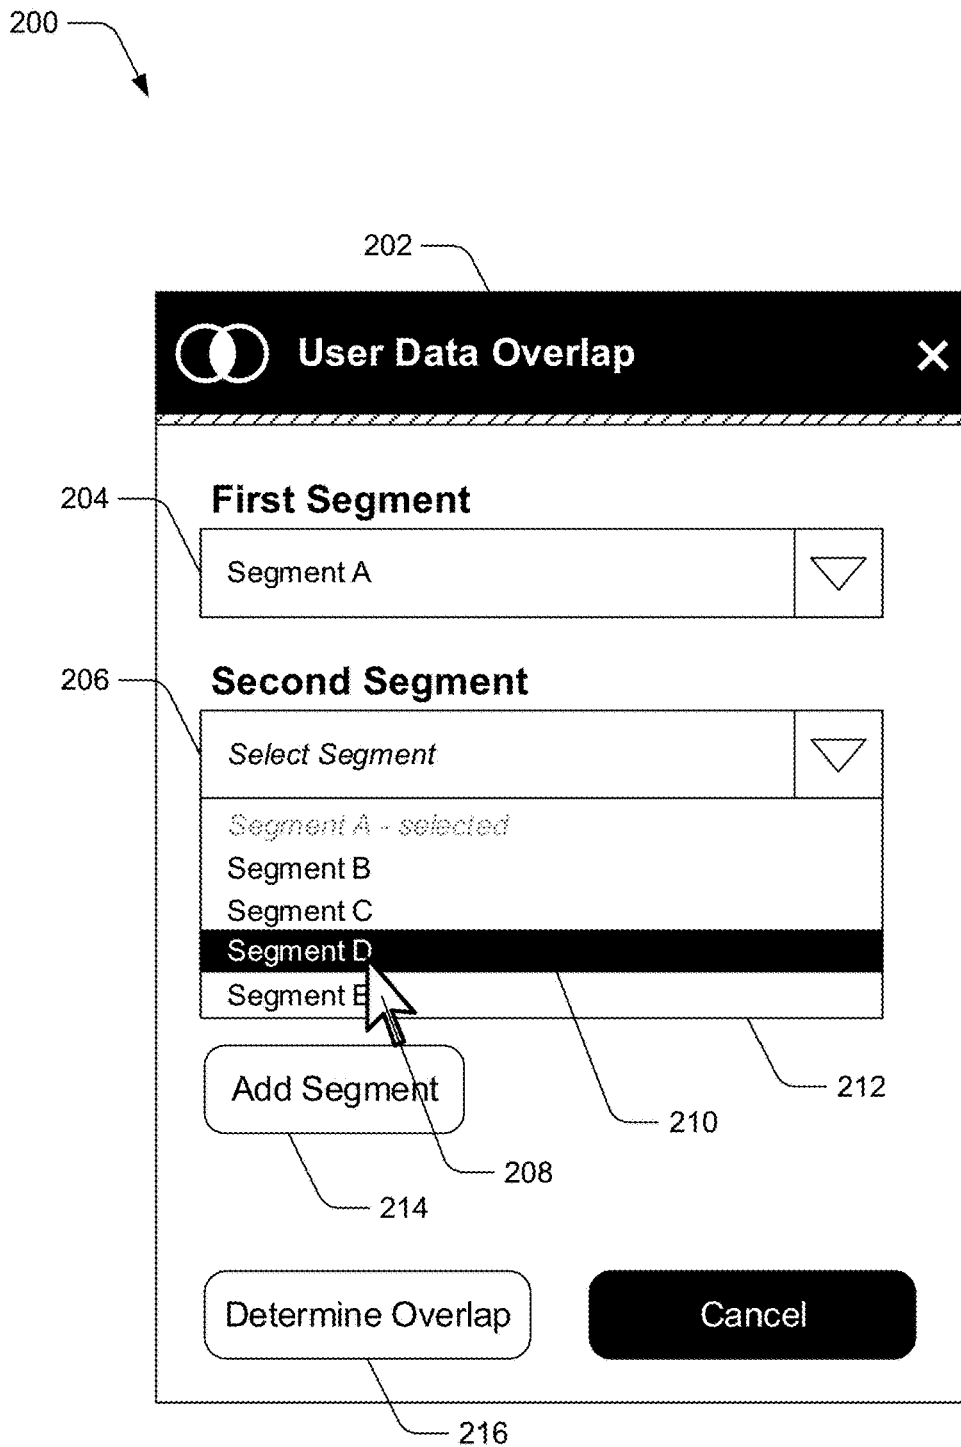 200
202
User Data Overlap
204
First Segment
Segment A
206
Second Segment
Select Segment
Segment A - selected
Segment B
Segment C
Segment D
Segment E
212
Add Segment
210
208
214
Determine Overlap
Cancel
216